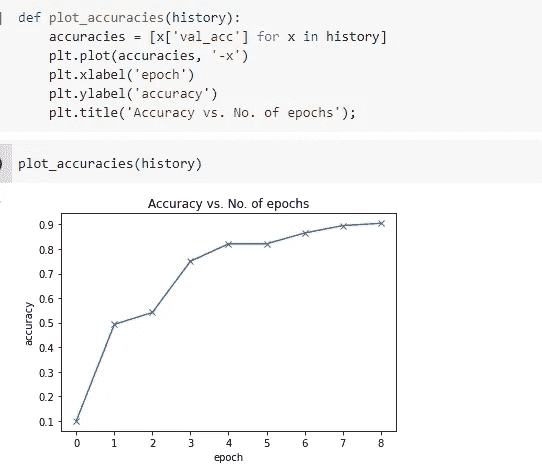 def plot_accuracies(history):
    accuracies = [x['val_acc'] for x in history]
    plt.plot(accuracies, '-x')
    plt.xlabel('epoch')
    plt.ylabel('accuracy')
    plt.title('Accuracy vs. No. of epochs');
plot_accuracies(history)
Accuracy vs. No. of epochs
0.9
0.8
0.7
0.6
0.5
0.4
0.3
0.2
0.1
accuracy
0 1 2 3 4 5 6 7 8
epoch